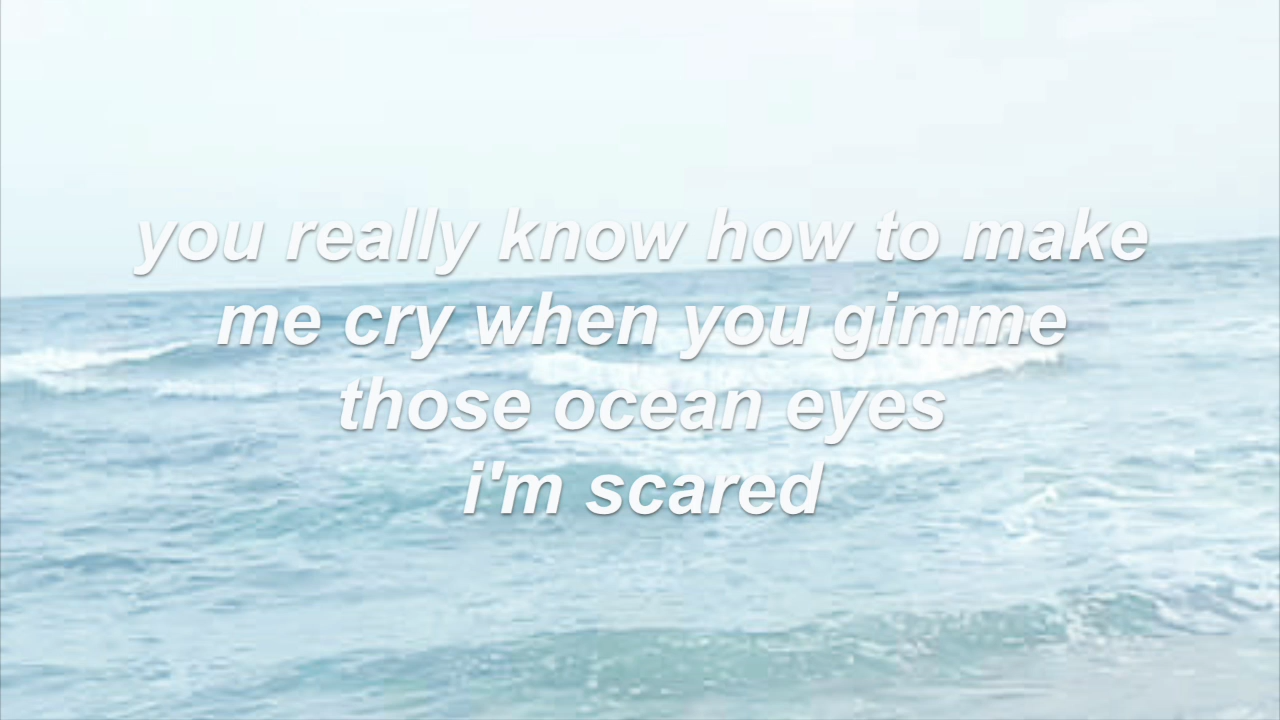 you really know how to make
me cry when you gimme
those ocean eyes
i'm scared